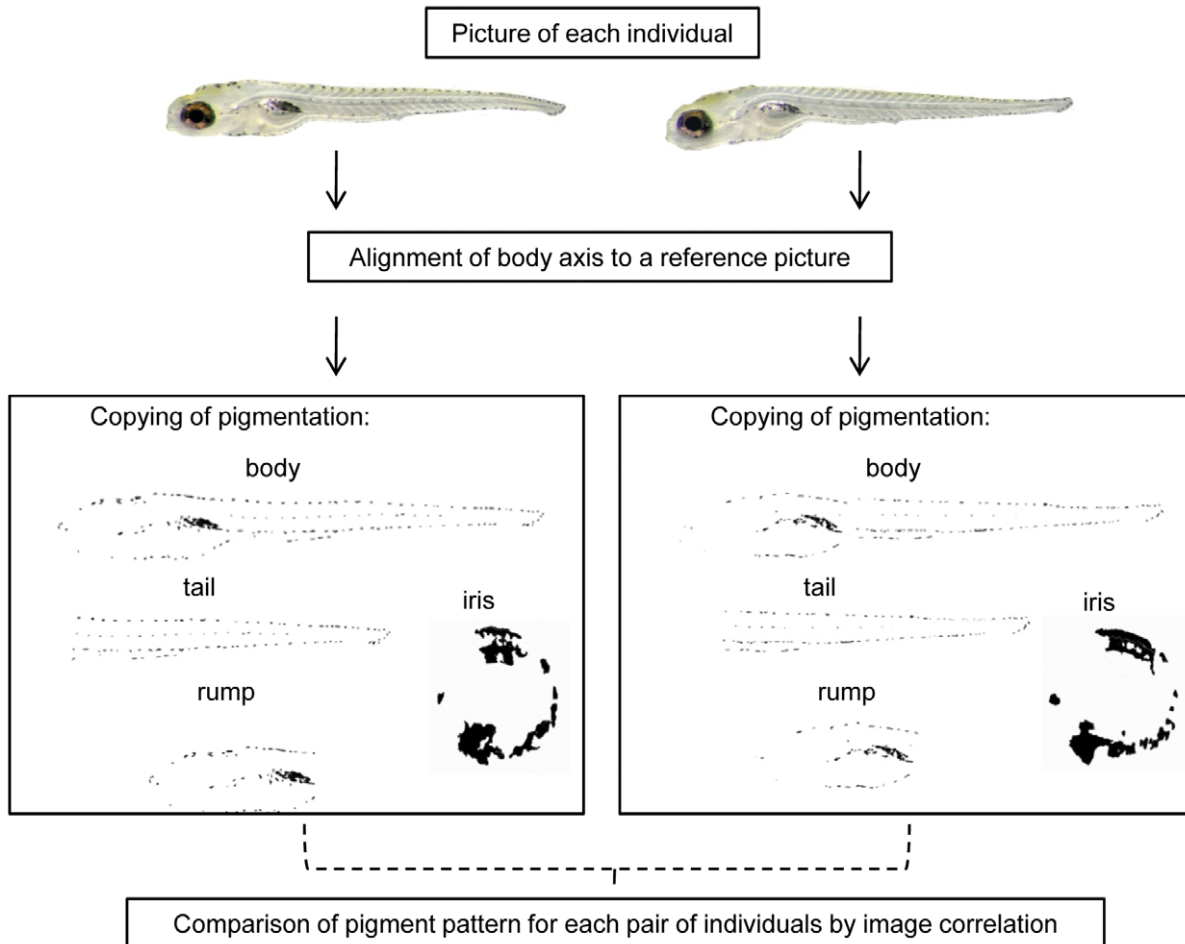 Picture of each individual
Alignment of body axis to a reference picture
Copying of pigmentation:
body
tail
iris
rump
Copying of pigmentation:
body
tail
iris
rump
Comparison of pigment pattern for each pair of individuals by image correlation